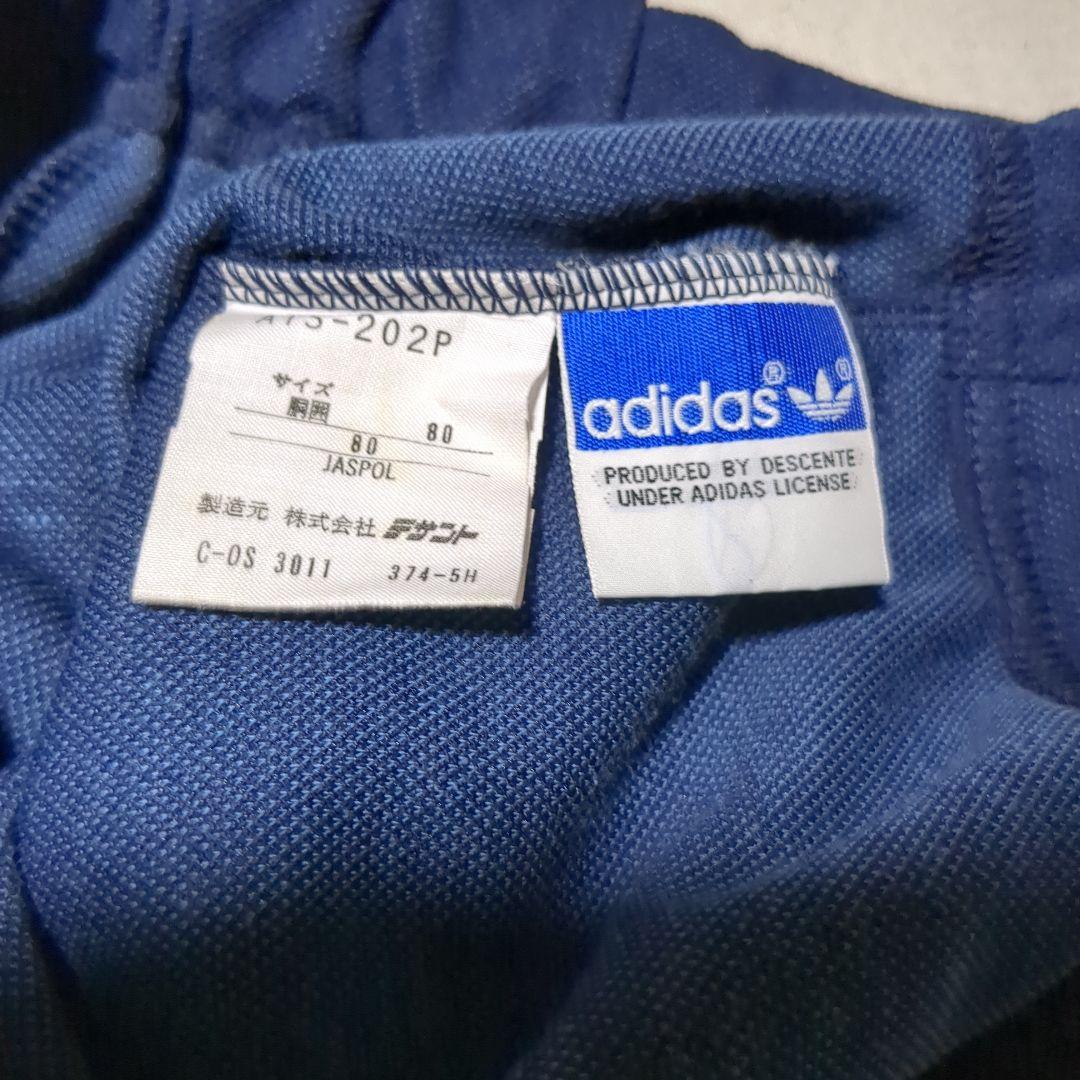 -202P
サイズ
胴囲
80
80
JASPOL
製造元 株式会社 デサント
C-OS 3011 374-5H
adidas
PRODUCED BY DESCENTE
UNDER ADIDAS LICENSE